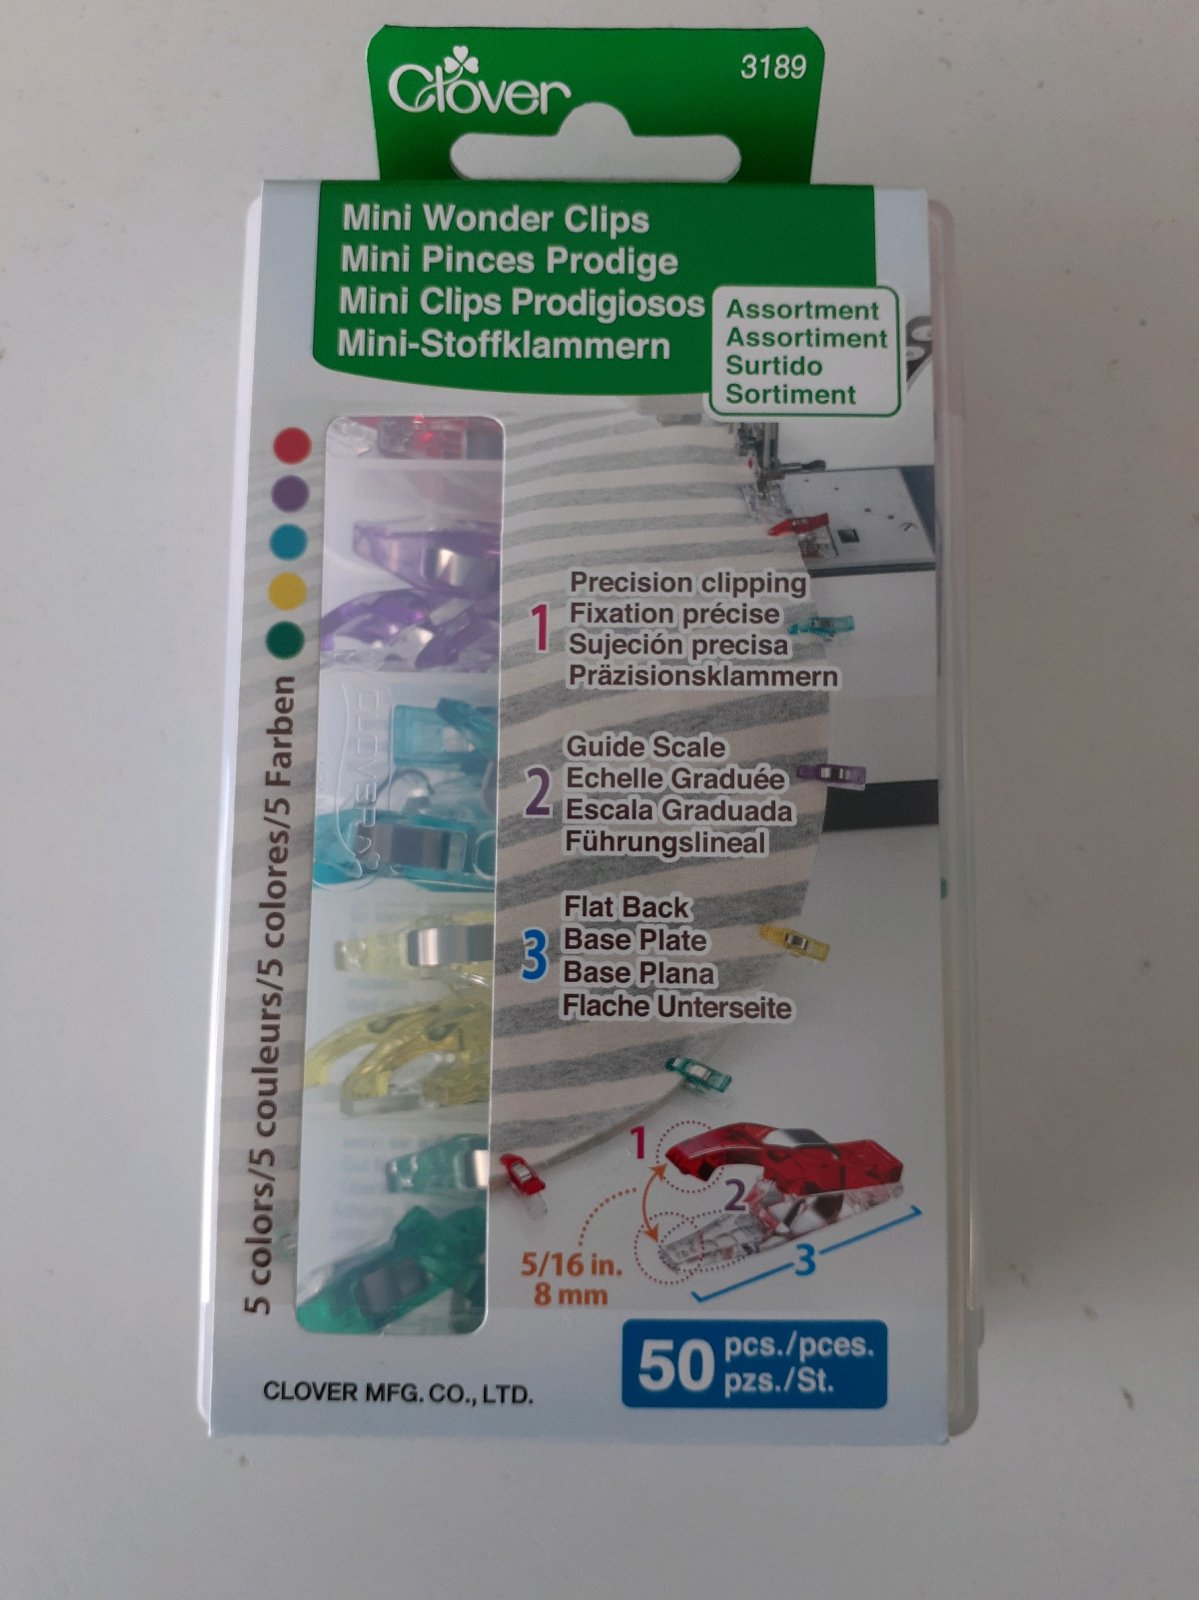 Clover
3189
Mini Wonder Clips
Mini Pinces Prodige
Mini Clips Prodigiosos
Mini-Stoffklammern
Assortment
Assortiment
Surtido
Sortiment
5 colors/5 couleurs/5 colores/5 Farben
CLOVER
1
Precision clipping
Fixation précise
Sujeción precisa
Präzisionsklammern
2
Guide Scale
Echelle Graduée
Escala Graduada
Führungslineal
3
Flat Back
Base Plate
Base Plana
Flache Unterseite
1
2
3
5/16 in.
8 mm
50 pcs./pces.
pzs./St.
CLOVER MFG. CO., LTD.